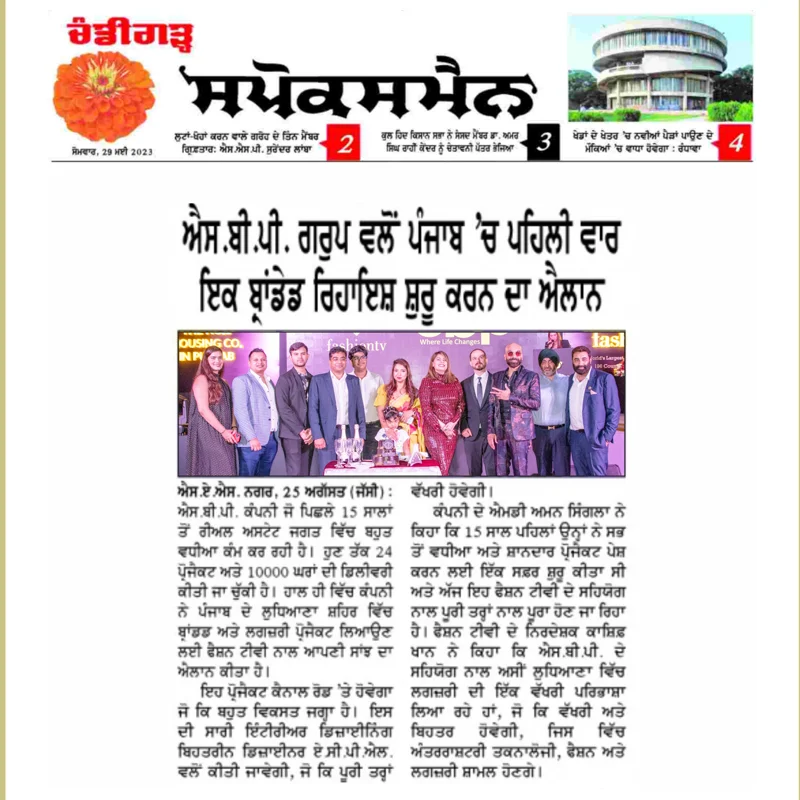 ਚੰਡੀਗੜ੍ਹ
ਸਪੋਕਸਮੈਨ
ਸੋਮਵਾਰ, 29 ਮਈ 2023
ਲੁਟਾਂ-ਖੋਹਾਂ ਕਰਨ ਵਾਲੇ ਗਰੋਹ ਦੇ ਤਿੰਨ ਮੈਂਬਰ
ਗ੍ਰਿਫ਼ਤਾਰ: ਐਸ.ਐਸ.ਪੀ. ਸੁਰੇਂਦਰ ਲਾਂਬਾ
2
ਕੁਲ ਹਿੰਦ ਕਿਸਾਨ ਸਭਾ ਨੇ ਸੰਸਦ ਮੈਂਬਰ ਡਾ. ਅਮਰ
ਸਿੰਘ ਰਾਹੀਂ ਕੇਂਦਰ ਨੂੰ ਚੇਤਾਵਨੀ ਪੱਤਰ ਭੇਜਿਆ
3
ਖੇਡਾਂ ਦੇ ਖੇਤਰ 'ਚ ਨਵੀਆਂ ਪੈੜਾਂ ਪਾਉਣ ਦੇ
ਮੌਕਿਆਂ 'ਚ ਵਾਧਾ ਹੋਵੇਗਾ : ਰੰਧਾਵਾ
4
ਐਸ.ਬੀ.ਪੀ. ਗਰੁਪ ਵਲੋਂ ਪੰਜਾਬ 'ਚ ਪਹਿਲੀ ਵਾਰ
ਇਕ ਬ੍ਰਾਂਡੇਡ ਰਿਹਾਇਸ਼ ਸ਼ੁਰੂ ਕਰਨ ਦਾ ਐਲਾਨ
OUSING CO.
IN PUNJAB
fashiontv
Where Life Changes
fas
ਐਸ.ਏ.ਐਸ. ਨਗਰ, 25 ਅਗੱਸਤ (ਜੱਸੀ) :
ਐਸ.ਬੀ.ਪੀ. ਕੰਪਨੀ ਜੋ ਪਿਛਲੇ 15 ਸਾਲਾਂ
ਤੋਂ ਰੀਅਲ ਅਸਟੇਟ ਜਗਤ ਵਿੱਚ ਬਹੁਤ
ਵਧੀਆ ਕੰਮ ਕਰ ਰਹੀ ਹੈ। ਹੁਣ ਤੱਕ 24
ਪ੍ਰੋਜੈਕਟ ਅਤੇ 10000 ਘਰਾਂ ਦੀ ਡਿਲੀਵਰੀ
ਕੀਤੀ ਜਾ ਚੁੱਕੀ ਹੈ। ਹਾਲ ਹੀ ਵਿੱਚ ਕੰਪਨੀ
ਨੇ ਪੰਜਾਬ ਦੇ ਲੁਧਿਆਣਾ ਸ਼ਹਿਰ ਵਿੱਚ
ਬ੍ਰਾਂਡਡ ਅਤੇ ਲਗਜ਼ਰੀ ਪ੍ਰੋਜੈਕਟ ਲਿਆਉਣ
ਲਈ ਫੈਸ਼ਨ ਟੀਵੀ ਨਾਲ ਆਪਣੀ ਸਾਂਝ ਦਾ
ਐਲਾਨ ਕੀਤਾ ਹੈ।
ਇਹ ਪ੍ਰੋਜੈਕਟ ਕੈਨਾਲ ਰੋਡ 'ਤੇ ਹੋਵੇਗਾ
ਜੋ ਕਿ ਬਹੁਤ ਵਿਕਸਤ ਜਗ੍ਹਾ ਹੈ। ਇਸ
ਦੀ ਸਾਰੀ ਇੰਟੀਰੀਅਰ ਡਿਜ਼ਾਈਨਿੰਗ
ਬਿਹਤਰੀਨ ਡਿਜ਼ਾਈਨਰ ਏ.ਸੀ.ਪੀ.ਐਲ.
ਵਲੋਂ ਕੀਤੀ ਜਾਵੇਗੀ, ਜੋ ਕਿ ਪੂਰੀ ਤਰ੍ਹਾਂ
ਵੱਖਰੀ ਹੋਵੇਗੀ।
ਕੰਪਨੀ ਦੇ ਐਮਡੀ ਅਮਨ ਸਿੰਗਲਾ ਨੇ
ਕਿਹਾ ਕਿ 15 ਸਾਲ ਪਹਿਲਾਂ ਉਨ੍ਹਾਂ ਨੇ ਸਭ
ਤੋਂ ਵਧੀਆ ਅਤੇ ਸ਼ਾਨਦਾਰ ਪ੍ਰੋਜੈਕਟ ਪੇਸ਼
ਕਰਨ ਲਈ ਇੱਕ ਸਫ਼ਰ ਸ਼ੁਰੂ ਕੀਤਾ ਸੀ
ਅਤੇ ਅੱਜ ਇਹ ਫੈਸ਼ਨ ਟੀਵੀ ਦੇ ਸਹਿਯੋਗ
ਨਾਲ ਪੂਰੀ ਤਰ੍ਹਾਂ ਨਾਲ ਪੂਰਾ ਹੋਣ ਜਾ ਰਿਹਾ
ਹੈ। ਫੈਸ਼ਨ ਟੀਵੀ ਦੇ ਨਿਰਦੇਸ਼ਕ ਕਾਸ਼ਿਫ਼
ਖਾਨ ਨੇ ਕਿਹਾ ਕਿ ਐਸ.ਬੀ.ਪੀ. ਦੇ
ਸਹਿਯੋਗ ਨਾਲ ਅਸੀਂ ਲੁਧਿਆਣਾ ਵਿੱਚ
ਲਗਜ਼ਰੀ ਦੀ ਇੱਕ ਵੱਖਰੀ ਪਰਿਭਾਸ਼ਾ
ਲਿਆ ਰਹੇ ਹਾਂ, ਜੋ ਕਿ ਵੱਖਰੀ ਅਤੇ
ਬਿਹਤਰ ਹੋਵੇਗੀ, ਜਿਸ ਵਿੱਚ
ਅੰਤਰਰਾਸ਼ਟਰੀ ਤਕਨਾਲੋਜੀ, ਫੈਸ਼ਨ ਅਤੇ
ਲਗਜ਼ਰੀ ਸ਼ਾਮਲ ਹੋਣਗੇ।